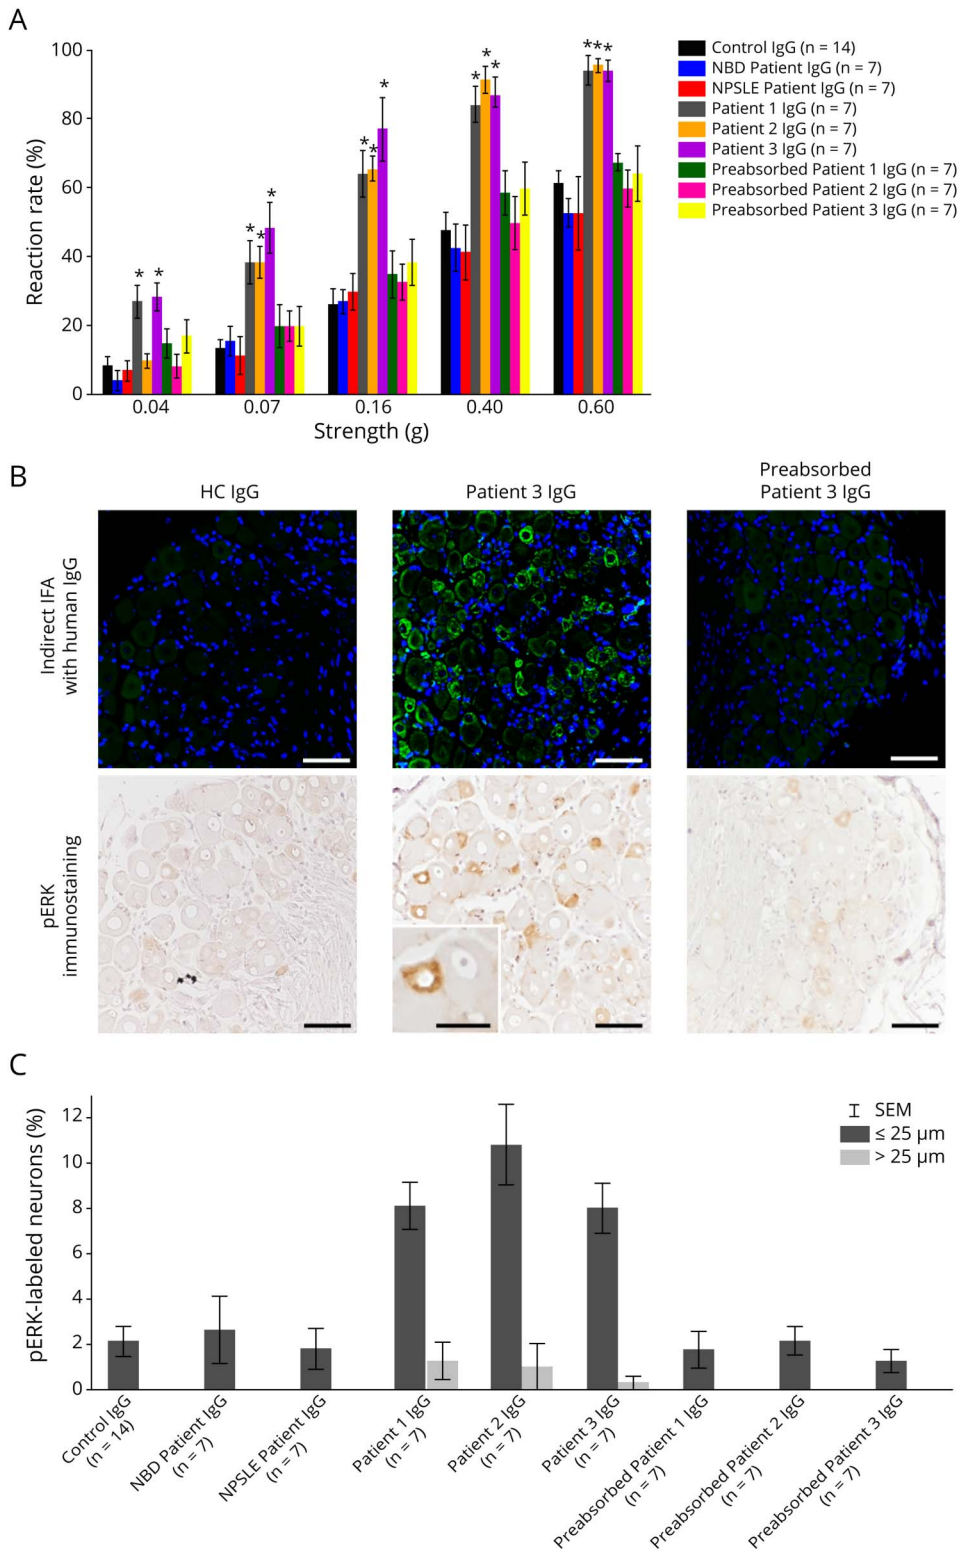 A
100
80
60
40
20
0
Reaction rate (%)
* * * * * * * * * * * * * *
0.04 0.07 0.16 0.40 0.60
Strength (g)
Control IgG (n = 14)
NBD Patient IgG (n = 7)
NPSLE Patient IgG (n = 7)
Patient 1 IgG (n = 7)
Patient 2 IgG (n = 7)
Patient 3 IgG (n = 7)
Preabsorbed Patient 1 IgG (n = 7)
Preabsorbed Patient 2 IgG (n = 7)
Preabsorbed Patient 3 IgG (n = 7)
B
HC IgG
Patient 3 IgG
Preabsorbed
Patient 3 IgG
Indirect IFA
with human IgG
pERK
immunostaining
C
12
10
8
6
4
2
0
pERK-labeled neurons (%)
SEM
≤ 25 μm
> 25 μm
Control IgG
(n = 14)
NBD Patient IgG
(n = 7)
NPSLE Patient IgG
(n = 7)
Patient 1 IgG
(n = 7)
Patient 2 IgG
(n = 7)
Patient 3 IgG
(n = 7)
Preabsorbed Patient 1 IgG
(n = 7)
Preabsorbed Patient 2 IgG
(n = 7)
Preabsorbed Patient 3 IgG
(n = 7)